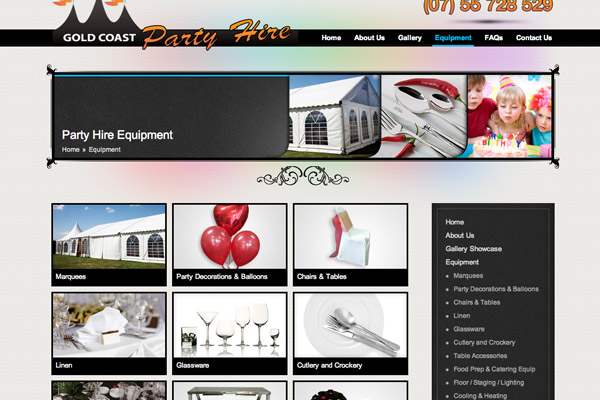 (07) 55 728 529
GOLD COAST Party Hire
Home About Us Gallery Equipment FAQs Contact Us
Party Hire Equipment
Home » Equipment
BIRTHDAY
Marquees
Party Decorations & Balloons
Chairs & Tables
Linen
Glassware
Cutlery and Crockery
Home
About Us
Gallery Showcase
Equipment
Marquees
Party Decorations & Balloons
Chairs & Tables
Linen
Glassware
Cutlery and Crockery
Table Accessories
Food Prep & Catering Equip
Floor / Staging / Lighting
Cooling & Heating